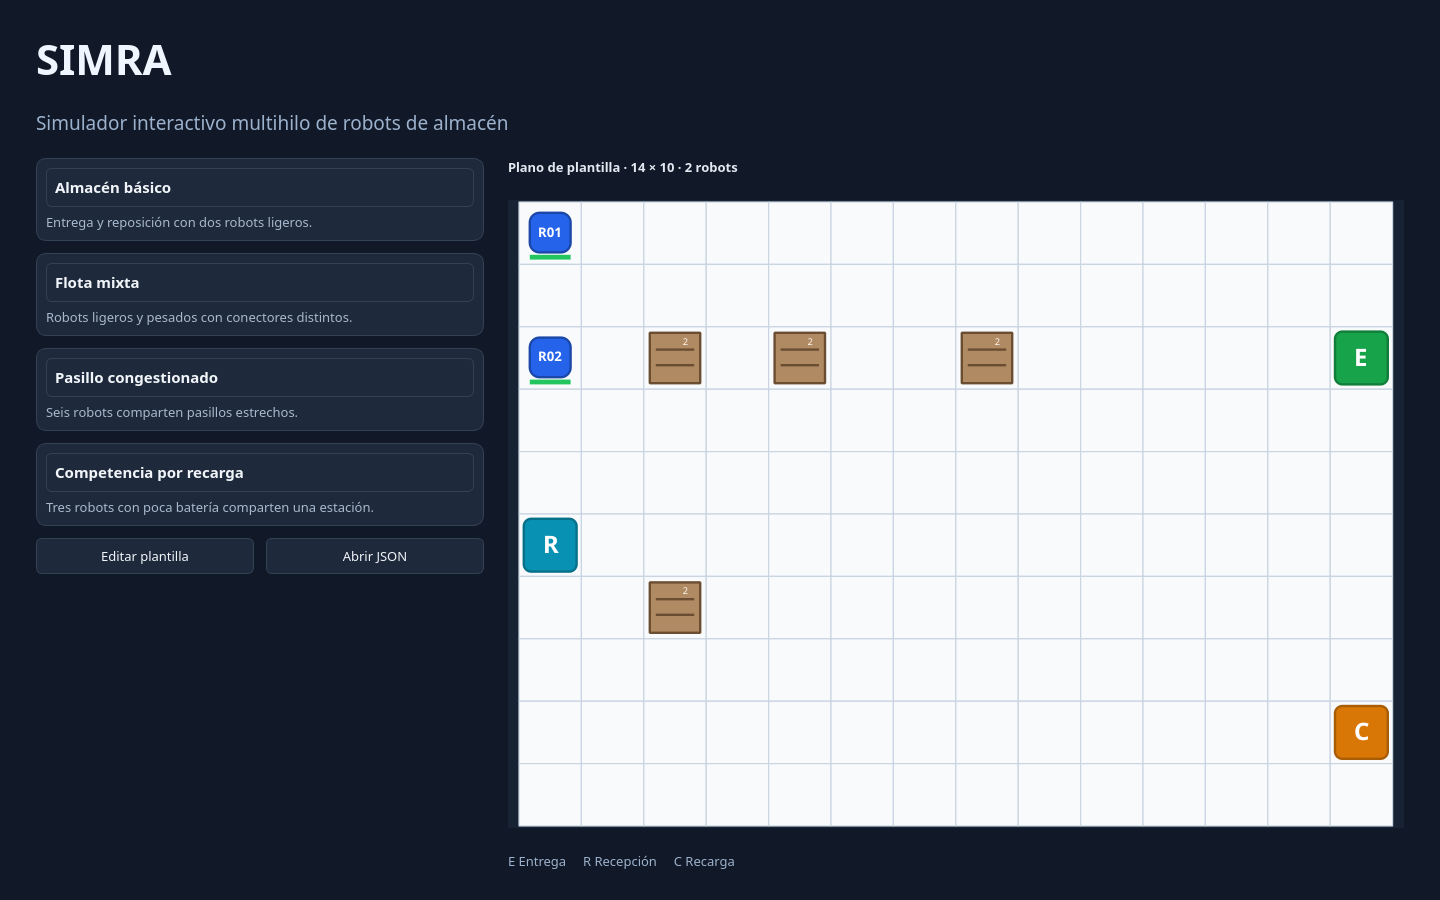 SIMRA
Simulador interactivo multihilo de robots de almacén
Almacén básico
Entrega y reposición con dos robots ligeros.
Flota mixta
Robots ligeros y pesados con conectores distintos.
Pasillo congestionado
Seis robots comparten pasillos estrechos.
Competencia por recarga
Tres robots con poca batería comparten una estación.
Editar plantilla
Abrir JSON
Plano de plantilla · 14 × 10 · 2 robots
R01
R02
2
2
2
E
R
2
C
E Entrega R Recepción C Recarga